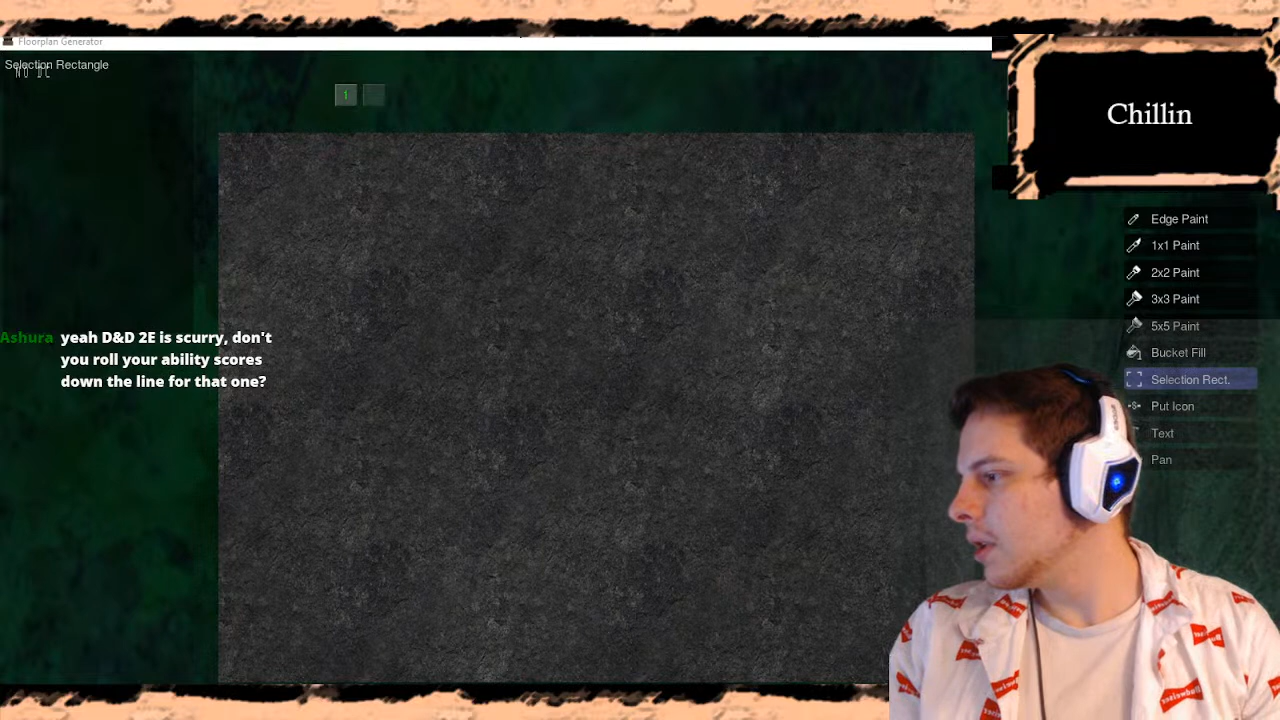 Floorplan Generator
Selection Rectangle
NO DC
1
Chillin
Edge Paint
1x1 Paint
2x2 Paint
3x3 Paint
5x5 Paint
Bucket Fill
Selection Rect.
Put Icon
Text
Pan
Ashura yeah D&D 2E is scurry, don't
you roll your ability scores
down the line for that one?